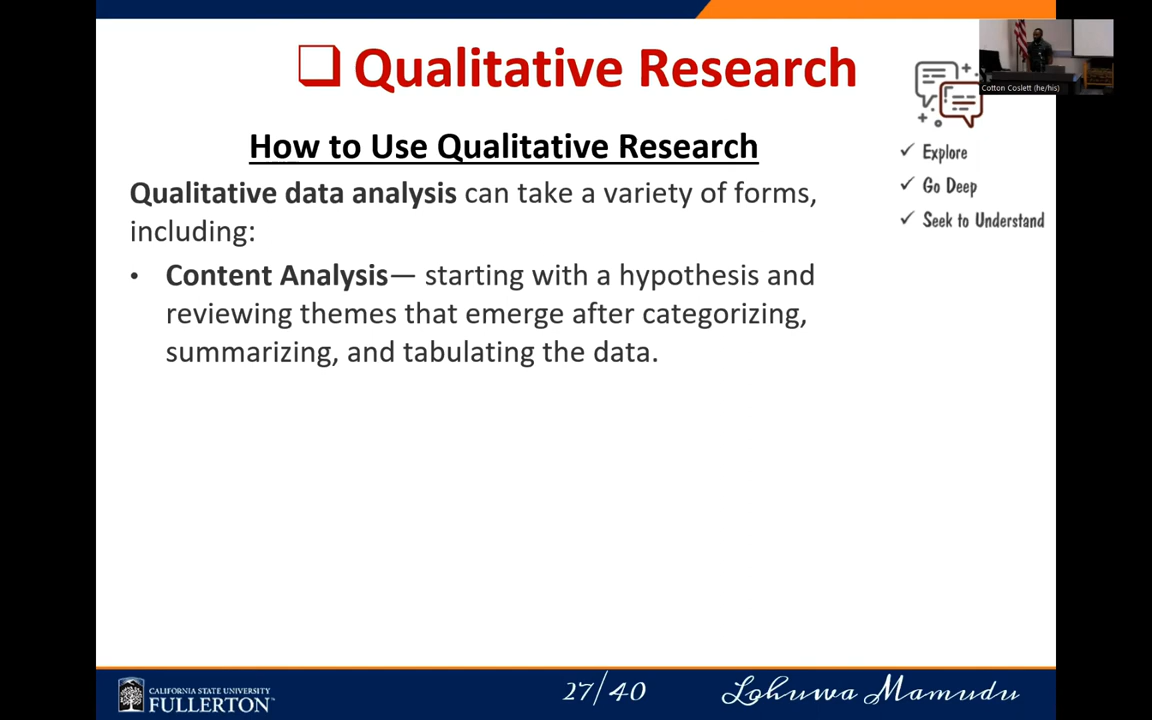 ❑ Qualitative Research
Cotton Coslett (he/his)
How to Use Qualitative Research
✓ Explore
✓ Go Deep
✓ Seek to Understand
Qualitative data analysis can take a variety of forms,
including:
• Content Analysis— starting with a hypothesis and
reviewing themes that emerge after categorizing,
summarizing, and tabulating the data.
CALIFORNIA STATE UNIVERSITY
FULLERTON™
27/40
Lohuwa Mamudu